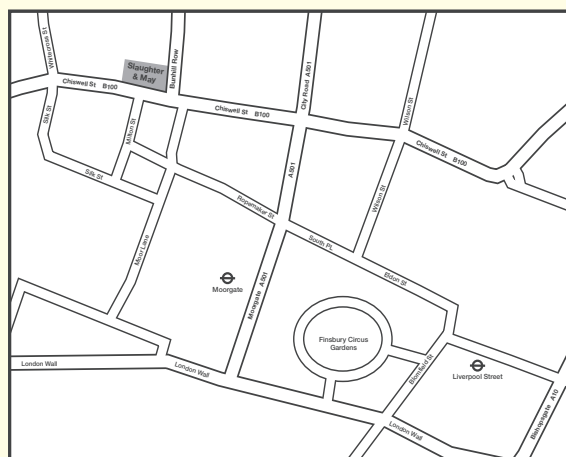 Whitecross St
Slaughter
& May
Bunhill Row
City Road A501
Wilson St
Chiswell St B100
Chiswell St B100
Chiswell St B100
Silk St
Milton St
Silk St
A501
Wilson St
Ropemaker St
South PL
Eldon St
Moor Lane
Moorgate
Moorgate A501
Finsbury Circus
Gardens
London Wall
London Wall
Blomfield St
Liverpool Street
London Wall
Bishopsgate A10